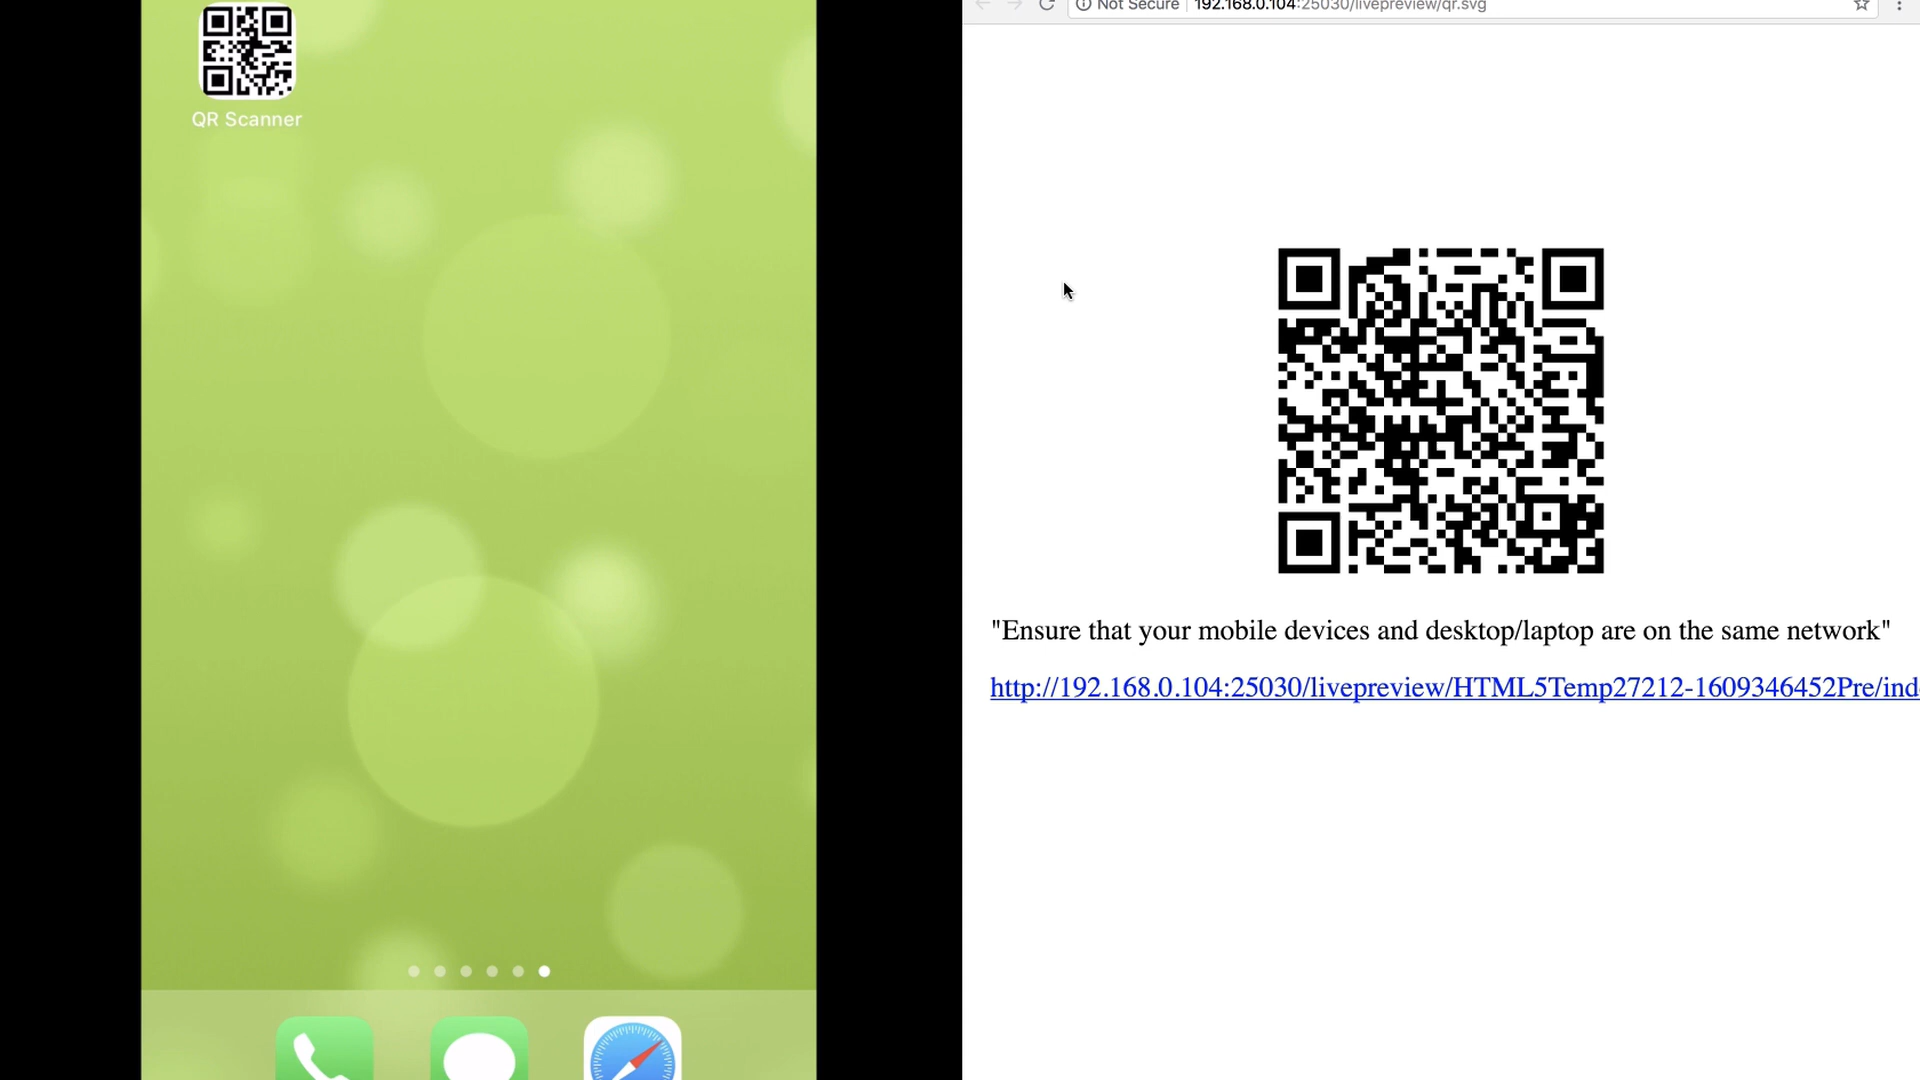 QR Scanner
Not Secure
192.168.0.104:25030/livepreview/qr.svg
"Ensure that your mobile devices and desktop/laptop are on the same network"
http://192.168.0.104:25030/livepreview/HTML5Temp27212-1609346452Pre/ind